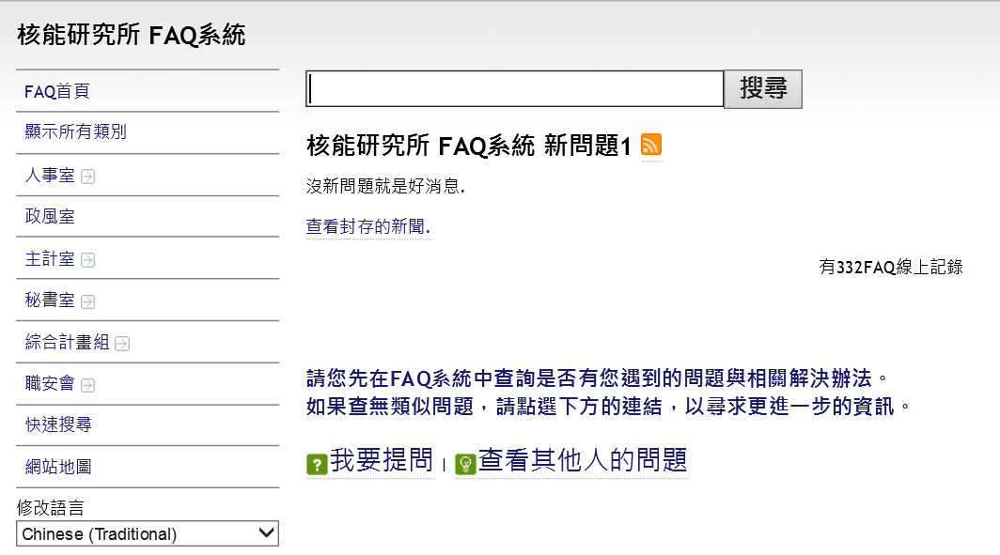 核能研究所 FAQ系統
FAQ首頁
顯示所有類別
人事室
政風室
主計室
秘書室
綜合計畫組
職安會
快速搜尋
網站地圖
修改語言
Chinese (Traditional)
搜尋
核能研究所 FAQ系統 新問題1
沒新問題就是好消息.
查看封存的新聞.
有332FAQ線上記錄
請您先在FAQ系統中查詢是否有您遇到的問題與相關解決辦法。
如果查無類似問題，請點選下方的連結，以尋求更進一步的資訊。
我要提問 | 查看其他人的問題